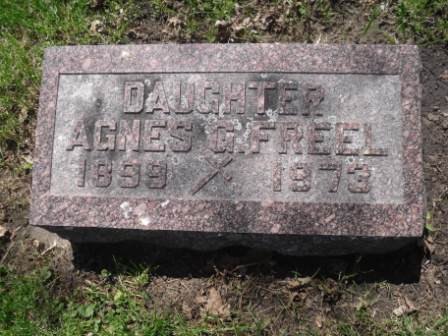 DAUGHTER
AGNES G. FREEL
1899 1973